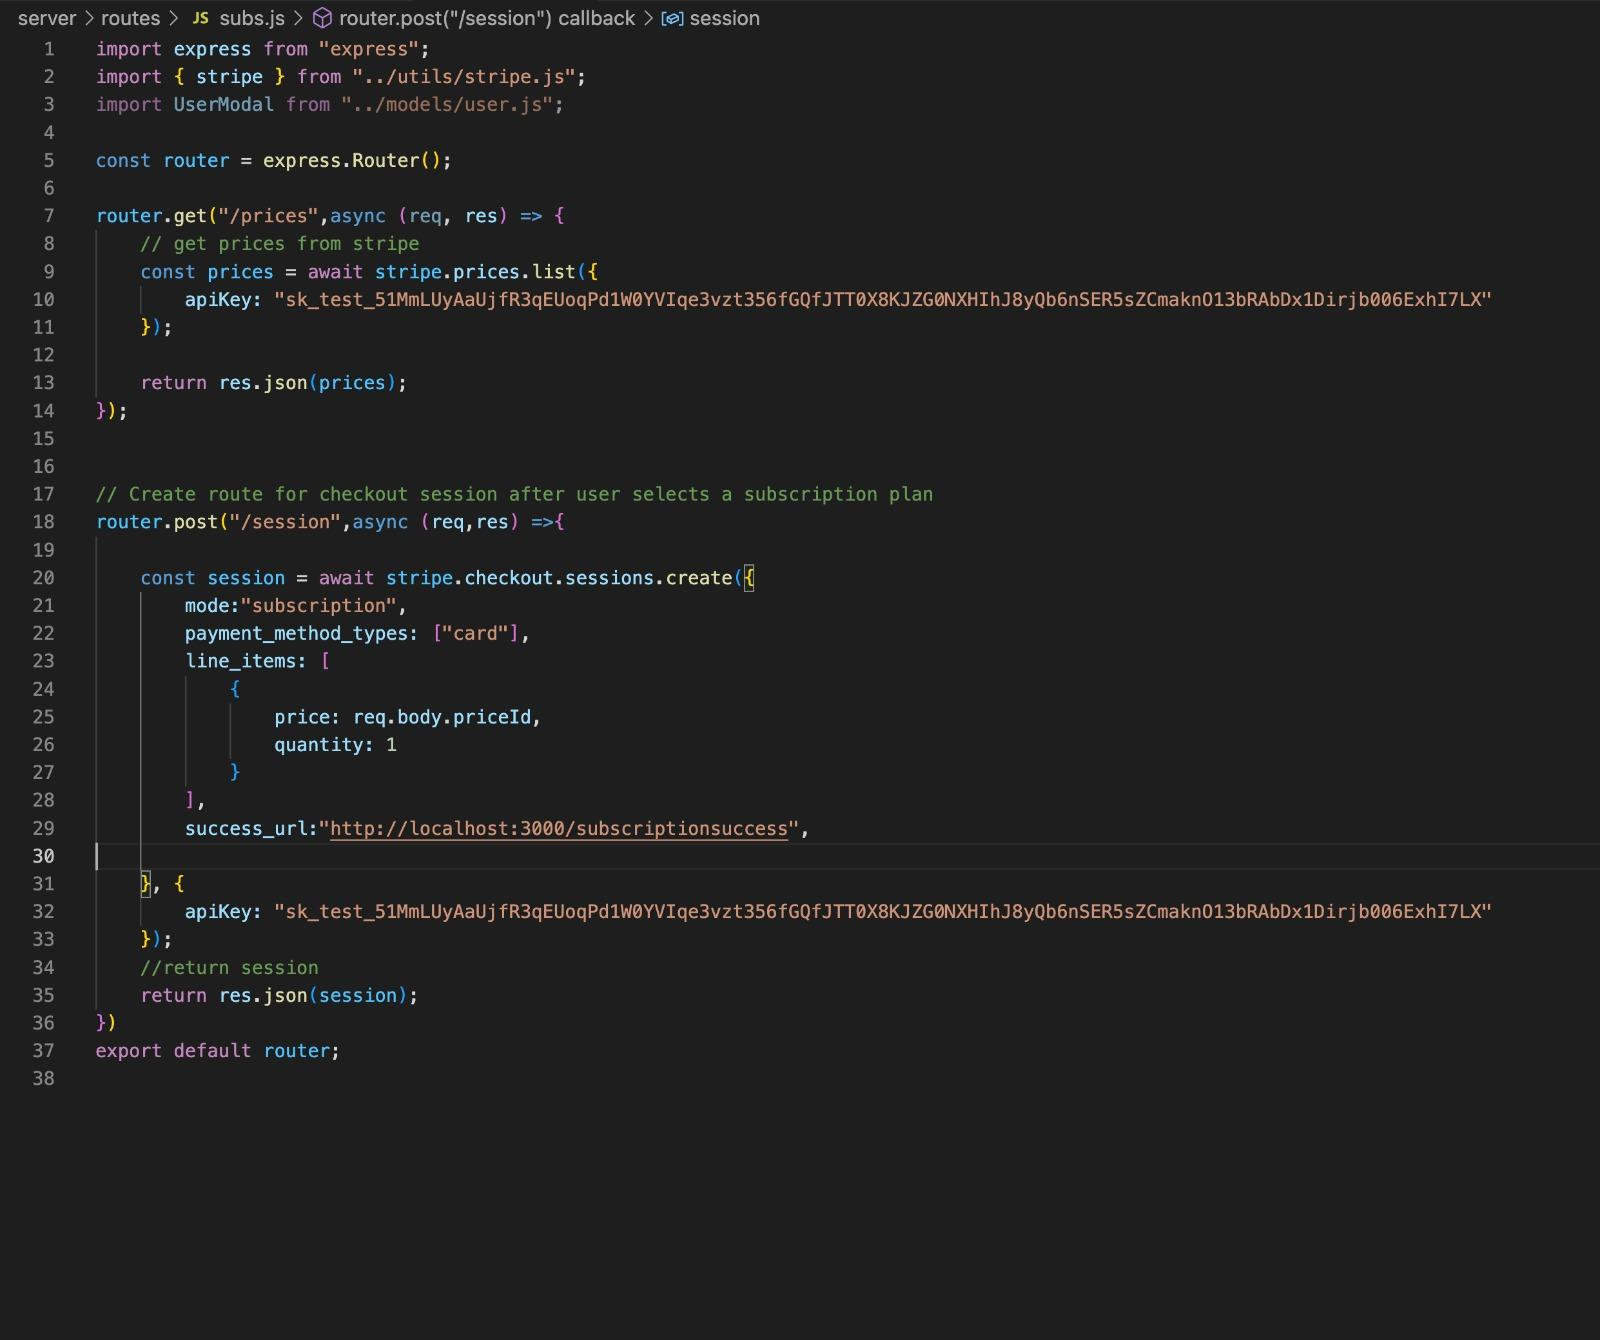 server > routes > JS subs.js > router.post("/session") callback > session
1 import express from "express";
2 import { stripe } from "../utils/stripe.js";
3 import UserModal from "../models/user.js";
4
5 const router = express.Router();
6
7 router.get("/prices",async (req, res) => {
8 // get prices from stripe
9 const prices = await stripe.prices.list({
10 apiKey: "sk_test_51MmLUyAaUjfR3qEUoqPd1W0YVIqe3vzt356fGQfJTT0X8KJZG0NXHIhJ8yQb6nSER5sZCmaknO13bRAbDx1Dirjb006ExhI7LX"
11 });
12
13 return res.json(prices);
14 });
15
16
17 // Create route for checkout session after user selects a subscription plan
18 router.post("/session",async (req,res) =>{
19
20 const session = await stripe.checkout.sessions.create({
21 mode:"subscription",
22 payment_method_types: ["card"],
23 line_items: [
24 {
25 price: req.body.priceId,
26 quantity: 1
27 }
28 ],
29 success_url:"http://localhost:3000/subscriptionsuccess",
30
31 }, {
32 apiKey: "sk_test_51MmLUyAaUjfR3qEUoqPd1W0YVIqe3vzt356fGQfJTT0X8KJZG0NXHIhJ8yQb6nSER5sZCmaknO13bRAbDx1Dirjb006ExhI7LX"
33 });
34 //return session
35 return res.json(session);
36 })
37 export default router;
38